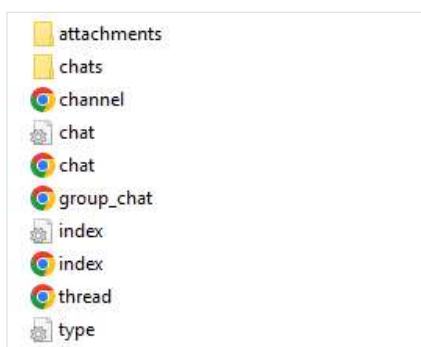 attachments
chats
channel
chat
chat
group_chat
index
index
thread
type